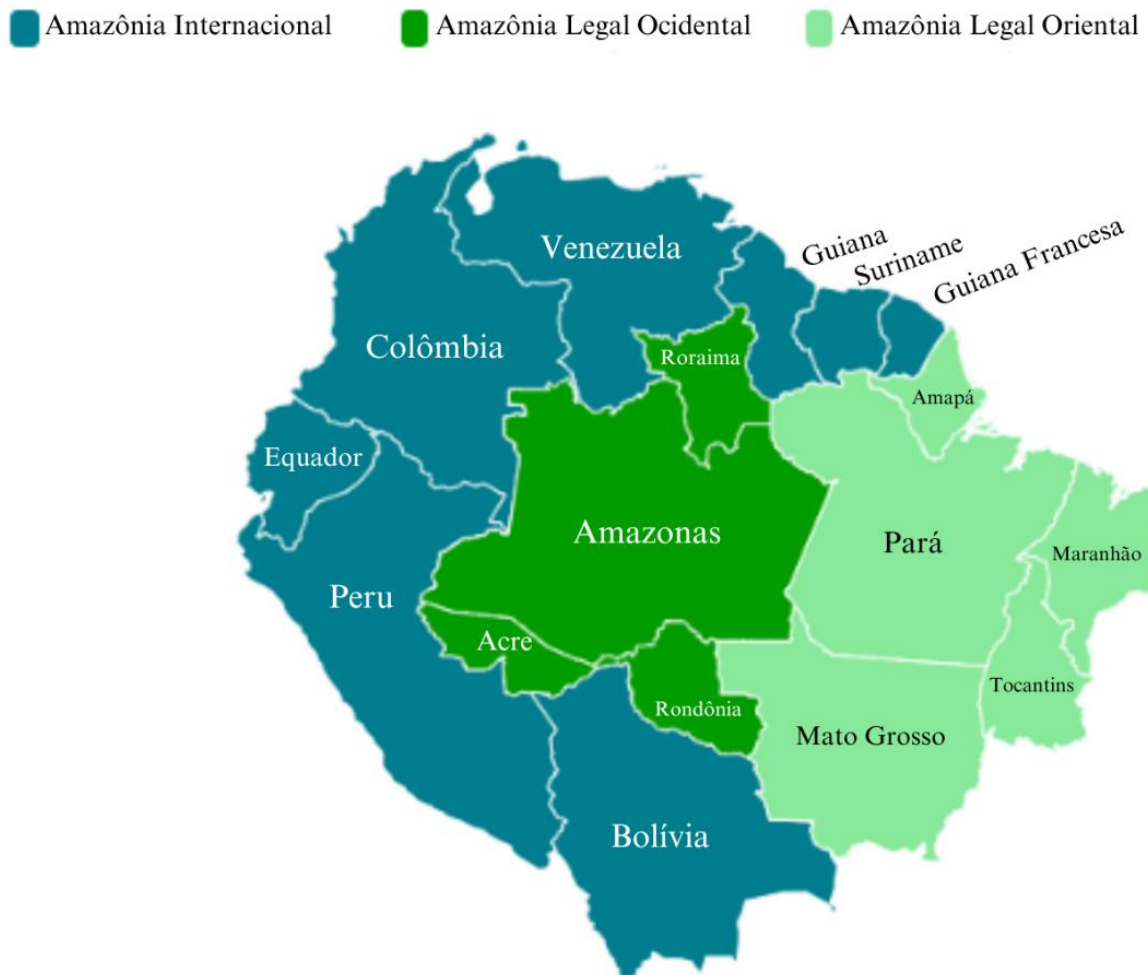 Amazônia Internacional
Amazônia Legal Ocidental
Amazônia Legal Oriental
Venezuela
Guiana
Suriname
Guiana Francesa
Colômbia
Roraima
Amapá
Equador
Amazonas
Pará
Maranhão
Peru
Acre
Tocantins
Rondônia
Mato Grosso
Bolívia